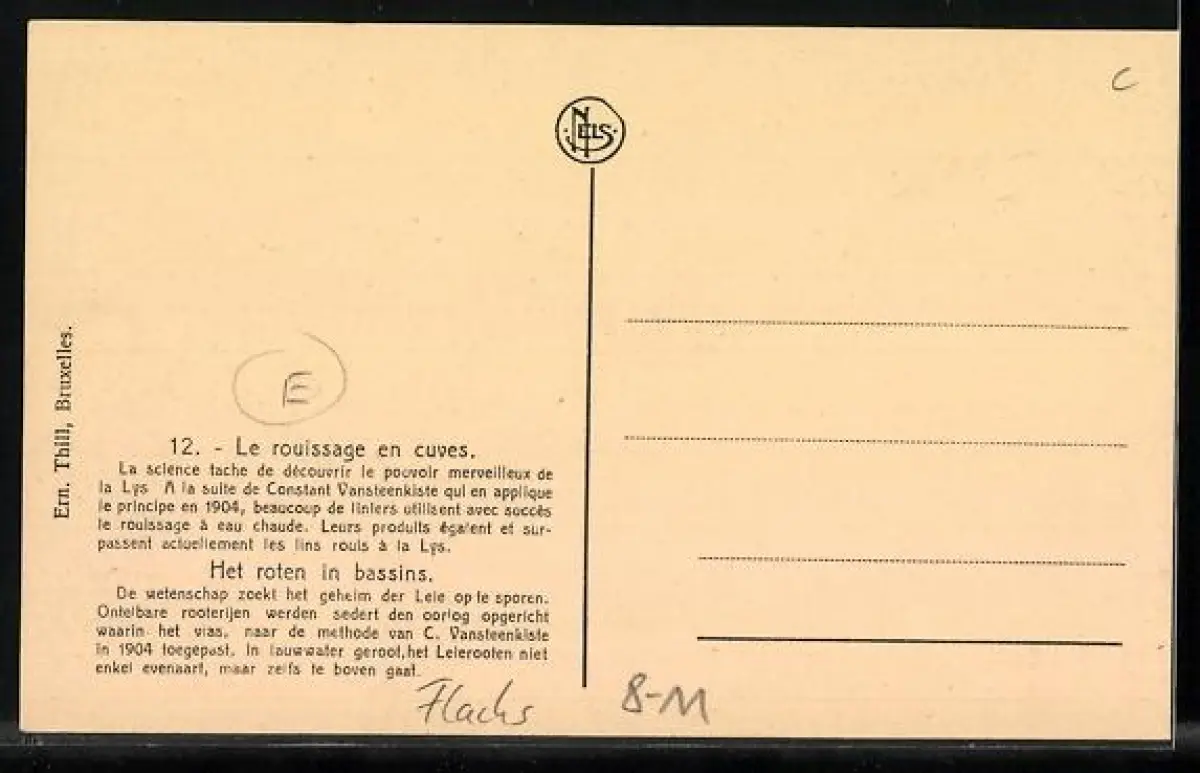 C
NELS
Ern. Thill, Bruxelles.
E
12. - Le rouissage en cuves.
La science tache de découvrir le pouvoir merveilleux de
la Lys A la suite de Constant Vansteenkiste qui en applique
le principe en 1904, beaucoup de liniers utilisent avec succès
le rouissage à eau chaude. Leurs produits égalent et sur-
passent actuellement les lins rouis à la Lys.
Het roten in bassins.
De wetenschap zoekt het geheim der Leie op te sporen.
Ontelbare rooterijen werden sedert den oorlog opgericht
waarin het vlas, naar de methode van C. Vansteenkiste
in 1904 toegepast, in lauwwater geroot, het Leierooten niet
enkel evenaart, maar zelfs te boven gaat.
Flachs
8-M